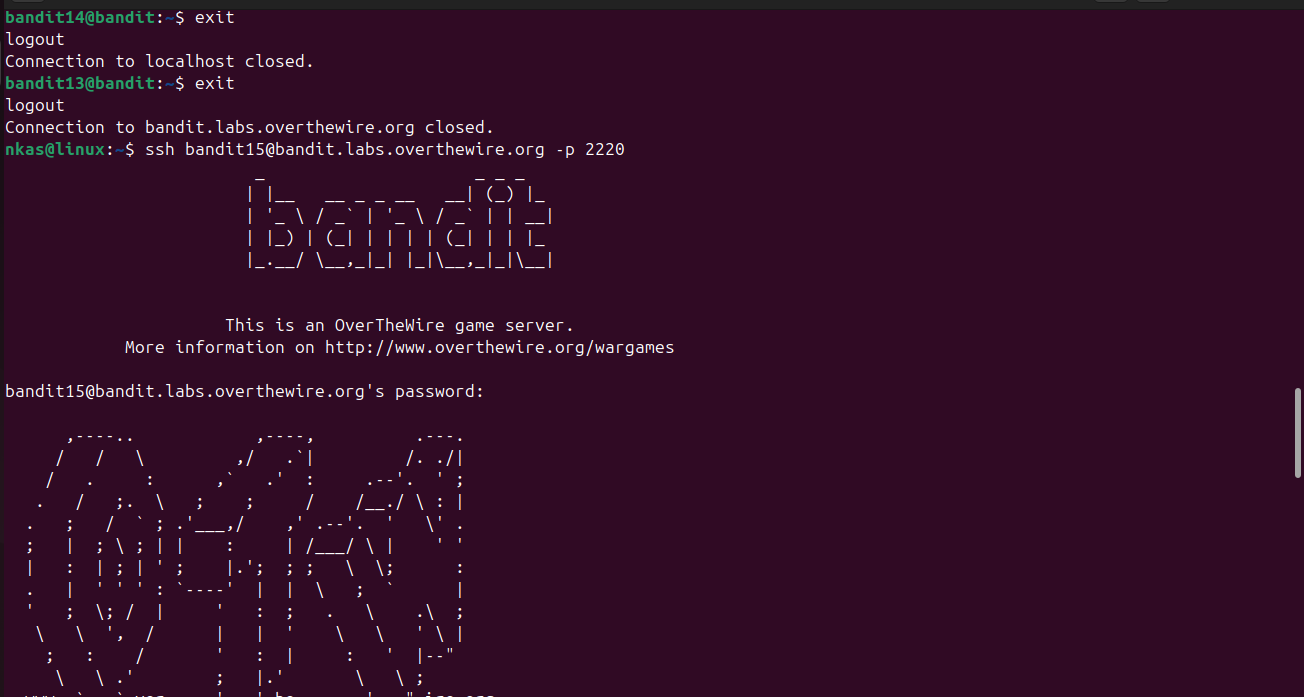 bandit14@bandit:~$ exit
logout
Connection to localhost closed.
bandit13@bandit:~$ exit
logout
Connection to bandit.labs.overthewire.org closed.
nkas@linux:~$ ssh bandit15@bandit.labs.overthewire.org -p 2220
bandit
This is an OverTheWire game server.
More information on http://www.overthewire.org/wargames
bandit15@bandit.labs.overthewire.org's password: